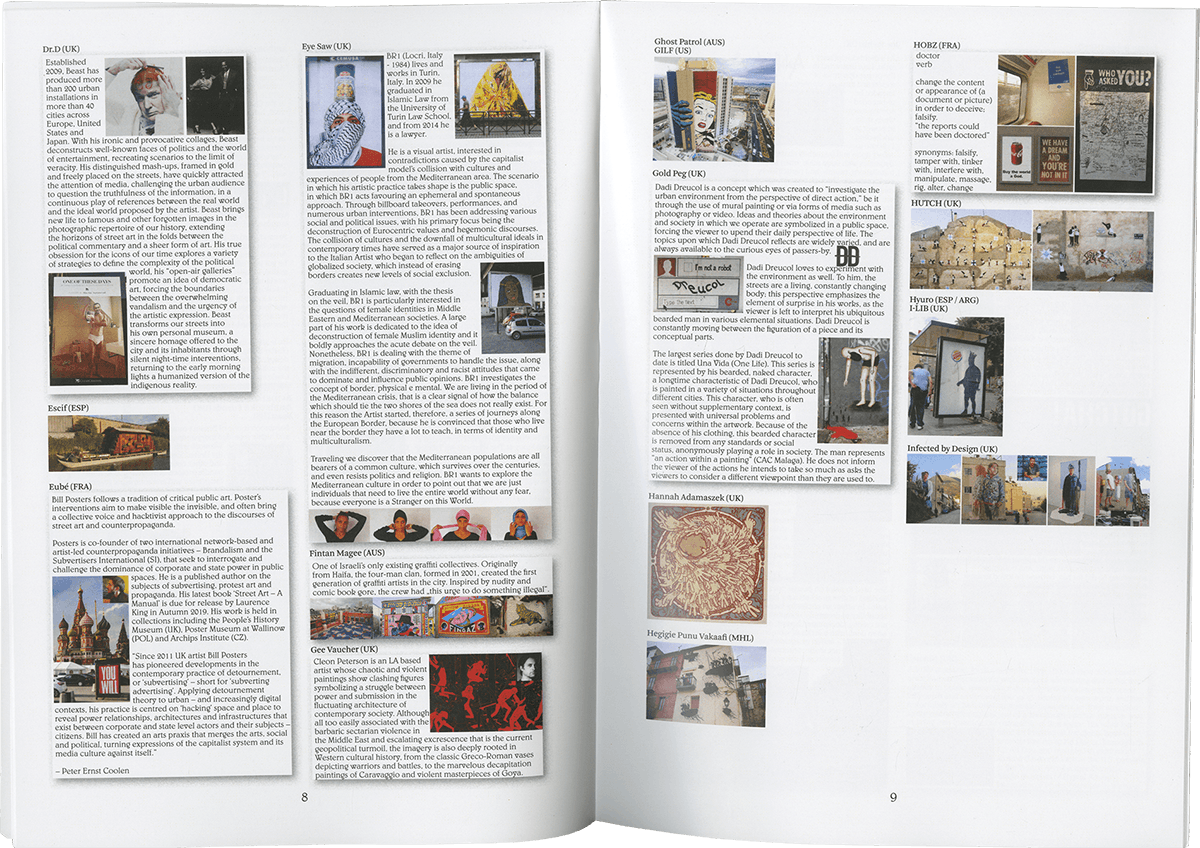 Dr.D (UK)
Established
2009, Beast has
produced more
than 200 urban
installations in
more than 40
cities across
Europe, United
States and
Japan. With his ironic and provocative collages, Beast
deconstructs well-known faces of politics and the world
of entertainment, recreating scenarios to the limit of
veracity. His distinguished mash-ups, framed in gold
and freely placed on the streets, have quickly attracted
the attention of media, challenging the urban audience
to question the truthfulness of the information, in a
continuous play of references between the real world
and the ideal world proposed by the artist. Beast brings
new life to famous and other forgotten images in the
photographic repertoire of our history, extending
the horizons of street art in the folds between the
political commentary and a sheer form of art. His true
obsession for the icons of our time explores a variety
of strategies to define the complexity of the political
world, his "open-air galleries"
promote an idea of democratic
art, forcing the boundaries
between the overwhelming
vandalism and the urgency of
the artistic expression. Beast
transforms our streets into
his own personal museum, a
sincere homage offered to the
city and its inhabitants through
silent night-time interventions,
returning to the early morning
lights a humanized version of the
indigenous reality.
ONE OF THESE DAYS
Escif (ESP)
Eubé (FRA)
Bill Posters follows a tradition of critical public art. Poster's
interventions aim to make visible the invisible, and often bring
a collective voice and hacktivist approach to the discourses of
street art and counterpropaganda.
Posters is co-founder of two international network-based and
artist-led counterpropaganda initiatives – Brandalism and the
Subvertisers International (SI), that seek to interrogate and
challenge the dominance of corporate and state power in public
spaces. He is a published author on the
subjects of subvertising, protest art and
propaganda. His latest book 'Street Art – A
Manual' is due for release by Laurence
King in Autumn 2019. His work is held in
collections including the People's History
Museum (UK), Poster Museum at Wallinow
(POL) and Archips Institute (CZ).
"Since 2011 UK artist Bill Posters
has pioneered developments in the
contemporary practice of detournement,
or 'subvertising' – short for 'subverting
advertising'. Applying detournement
theory to urban – and increasingly digital
contexts, his practice is centred on 'hacking' space and place to
reveal power relationships, architectures and infrastructures that
exist between corporate and state level actors and their subjects –
citizens. Bill has created an arts praxis that merges the arts, social
and political, turning expressions of the capitalist system and its
media culture against itself."
– Peter Ernst Coolen
YOU
WILL
Eye Saw (UK)
BR1 (Locri, Italy
- 1984) lives and
works in Turin,
Italy. In 2009 he
graduated in
Islamic Law from
the University of
Turin Law School,
and from 2014 he
is a lawyer.
He is a visual artist, interested in
contradictions caused by the capitalist
model's collision with cultures and
experiences of people from the Mediterranean area. The scenario
in which his artistic practice takes shape is the public space,
in which BR1 acts favouring an ephemeral and spontaneous
approach. Through billboard takeovers, performances, and
numerous urban interventions, BR1 has been addressing various
social and political issues, with his primary focus being the
deconstruction of Eurocentric values and hegemonic discourses.
The collision of cultures and the downfall of multicultural ideals in
contemporary times have served as a major source of inspiration
to the Italian Artist who began to reflect on the ambiguities of
globalized society, which instead of erasing
borders creates new levels of social exclusion.
Graduating in Islamic law, with the thesis
on the veil, BR1 is particularly interested in
the questions of female identities in Middle
Eastern and Mediterranean societies. A large
part of his work is dedicated to the idea of
deconstruction of female Muslim identity and it
boldly approaches the acute debate on the veil.
Nonetheless, BR1 is dealing with the theme of
migration, incapability of governments to handle the issue, along
with the indifferent, discriminatory and racist attitudes that came
to dominate and influence public opinions. BR1 investigates the
concept of border, physical e mental. We are living in the period of
the Mediterranean crisis, that is a clear signal of how the balance
which should tie the two shores of the sea does not really exist. For
this reason the Artist started, therefore, a series of journeys along
the European Border, because he is convinced that those who live
near the border they have a lot to teach, in terms of identity and
multiculturalism.
Traveling we discover that the Mediterranean populations are all
bearers of a common culture, which survives over the centuries,
and even resists politics and religion. BR1 wants to explore the
Mediterranean culture in order to point out that we are just
individuals that need to live the entire world without any fear,
because everyone is a Stranger on this World.
Fintan Magee (AUS)
One of Israeli's only existing graffiti collectives. Originally
from Haifa, the four-man clan, formed in 2001, created the first
generation of graffiti artists in the city. Inspired by nudity and
comic book gore, the crew had „this urge to do something illegal".
Gee Vaucher (UK)
Cleon Peterson is an LA based
artist whose chaotic and violent
paintings show clashing figures
symbolizing a struggle between
power and submission in the
fluctuating architecture of
contemporary society. Although
all too easily associated with the
barbaric sectarian violence in
the Middle East and escalating excrescence that is the current
geopolitical turmoil, the imagery is also deeply rooted in
Western cultural history, from the classic Greco-Roman vases
depicting warriors and battles, to the marvelous decapitation
paintings of Caravaggio and violent masterpieces of Goya.
8
Ghost Patrol (AUS)
GILF (US)
Gold Peg (UK)
Dadi Dreucol is a concept which was created to "investigate the
urban environment from the perspective of direct action," be it
through the use of mural painting or via forms of media such as
photography or video. Ideas and theories about the environment
and society in which we operate are symbolized in a public space,
forcing the viewer to upend their daily perspective of life. The
topics upon which Dadi Dreucol reflects are widely varied, and are
always available to the curious eyes of passers-by.
I'm not a robot
Dreucol
Type the text
Dadi Dreucol loves to experiment with
the environment as well. To him, the
streets are a living, constantly changing
body; this perspective emphasizes the
element of surprise in his works, as the
viewer is left to interpret his ubiquitous
bearded man in various elemental situations. Dadi Dreucol is
constantly moving between the figuration of a piece and its
conceptual parts.
The largest series done by Dadi Dreucol to
date is titled Una Vida (One Life). This series is
represented by his bearded, naked character,
a longtime characteristic of Dadi Dreucol, who
is painted in a variety of situations throughout
different cities. This character, who is often
seen without supplementary context, is
presented with universal problems and
concerns within the artwork. Because of the
absence of his clothing, this bearded character
is removed from any standards or social
status, anonymously playing a role in society. The man represents
"an action within a painting" (CAC Malaga). He does not inform
the viewer of the actions he intends to take so much as asks the
viewers to consider a different viewpoint than they are used to.
Hannah Adamaszek (UK)
Hegigie Punu Vakaafi (MHL)
HOBZ (FRA)
doctor
verb
change the content
or appearance of (a
document or picture)
in order to deceive;
falsify.
"the reports could
have been doctored"
synonyms: falsify,
tamper with, tinker
with, interfere with,
manipulate, massage,
rig, alter, change
WHO
ASKED YOU?
WE HAVE
A DREAM
AND
YOU'RE
NOT IN IT
Buy the world
a God.
HUTCH (UK)
Hyuro (ESP / ARG)
I-LIB (UK)
Infected by Design (UK)
9